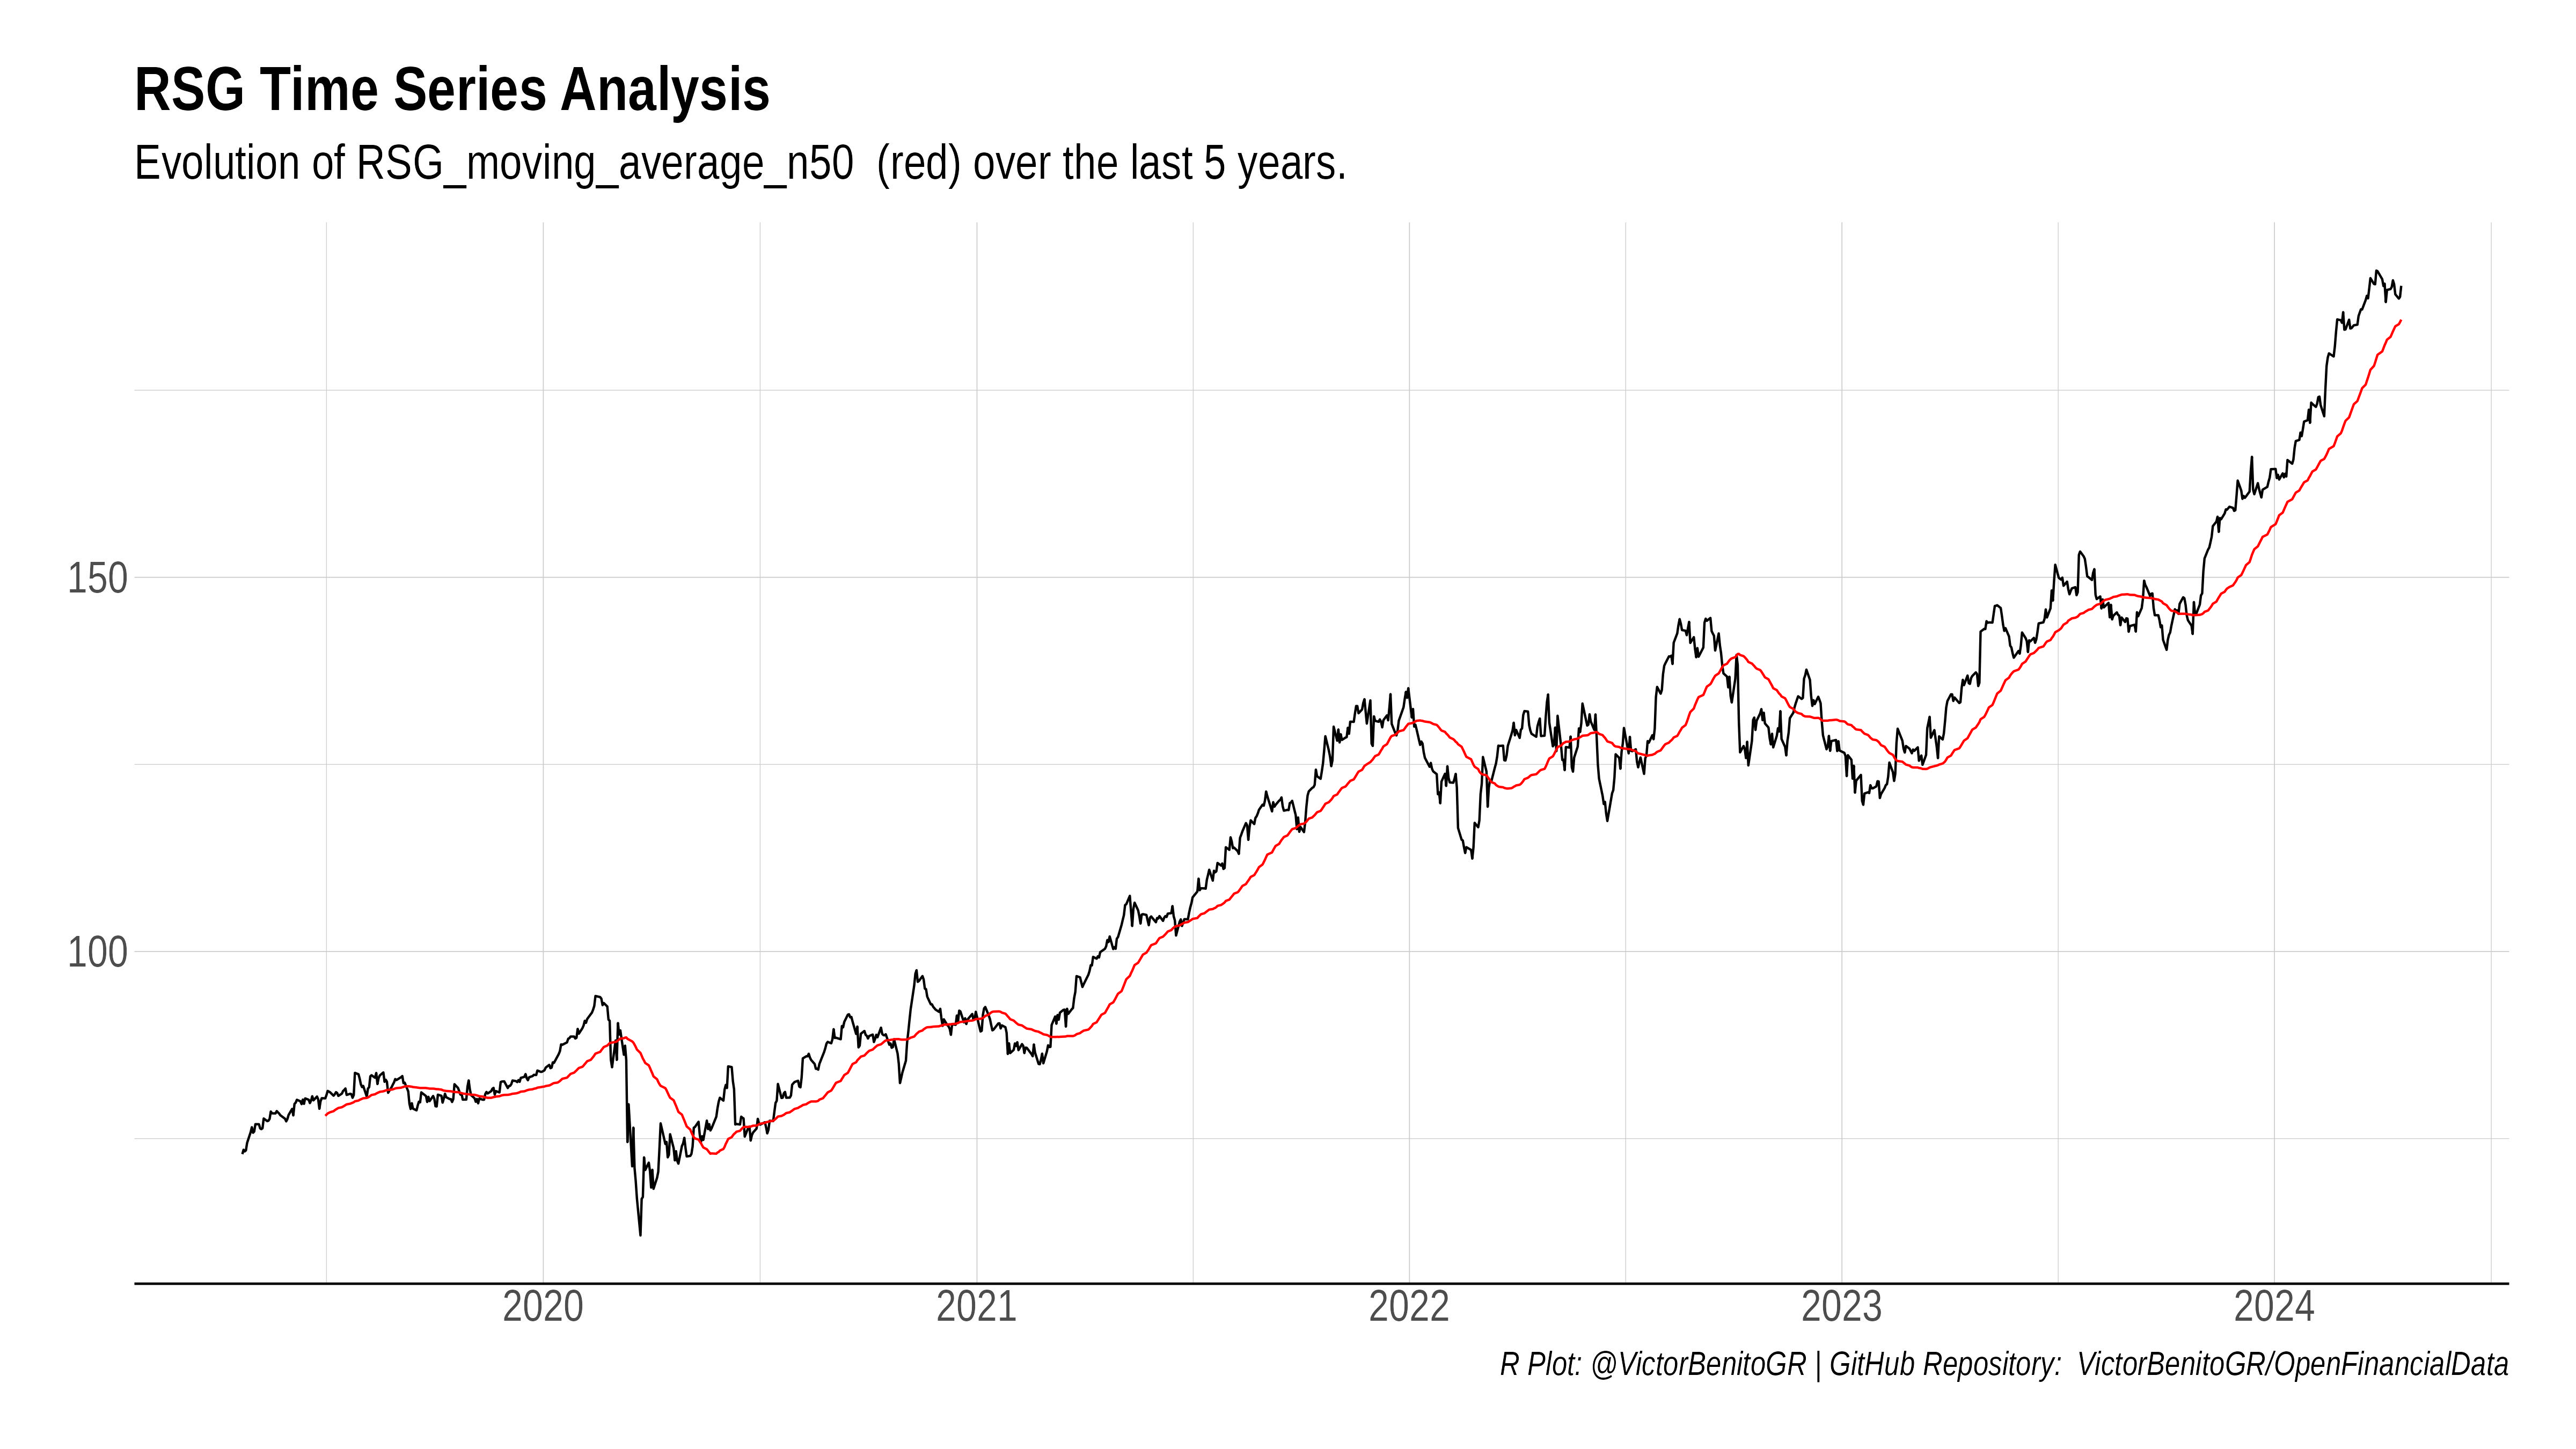 RSG Time Series Analysis
Evolution of RSG_moving_average_n50  (red) over the last 5 years.
150
100
2020 2021 2022 2023 2024
R Plot: @VictorBenitoGR | GitHub Repository:  VictorBenitoGR/OpenFinancialData